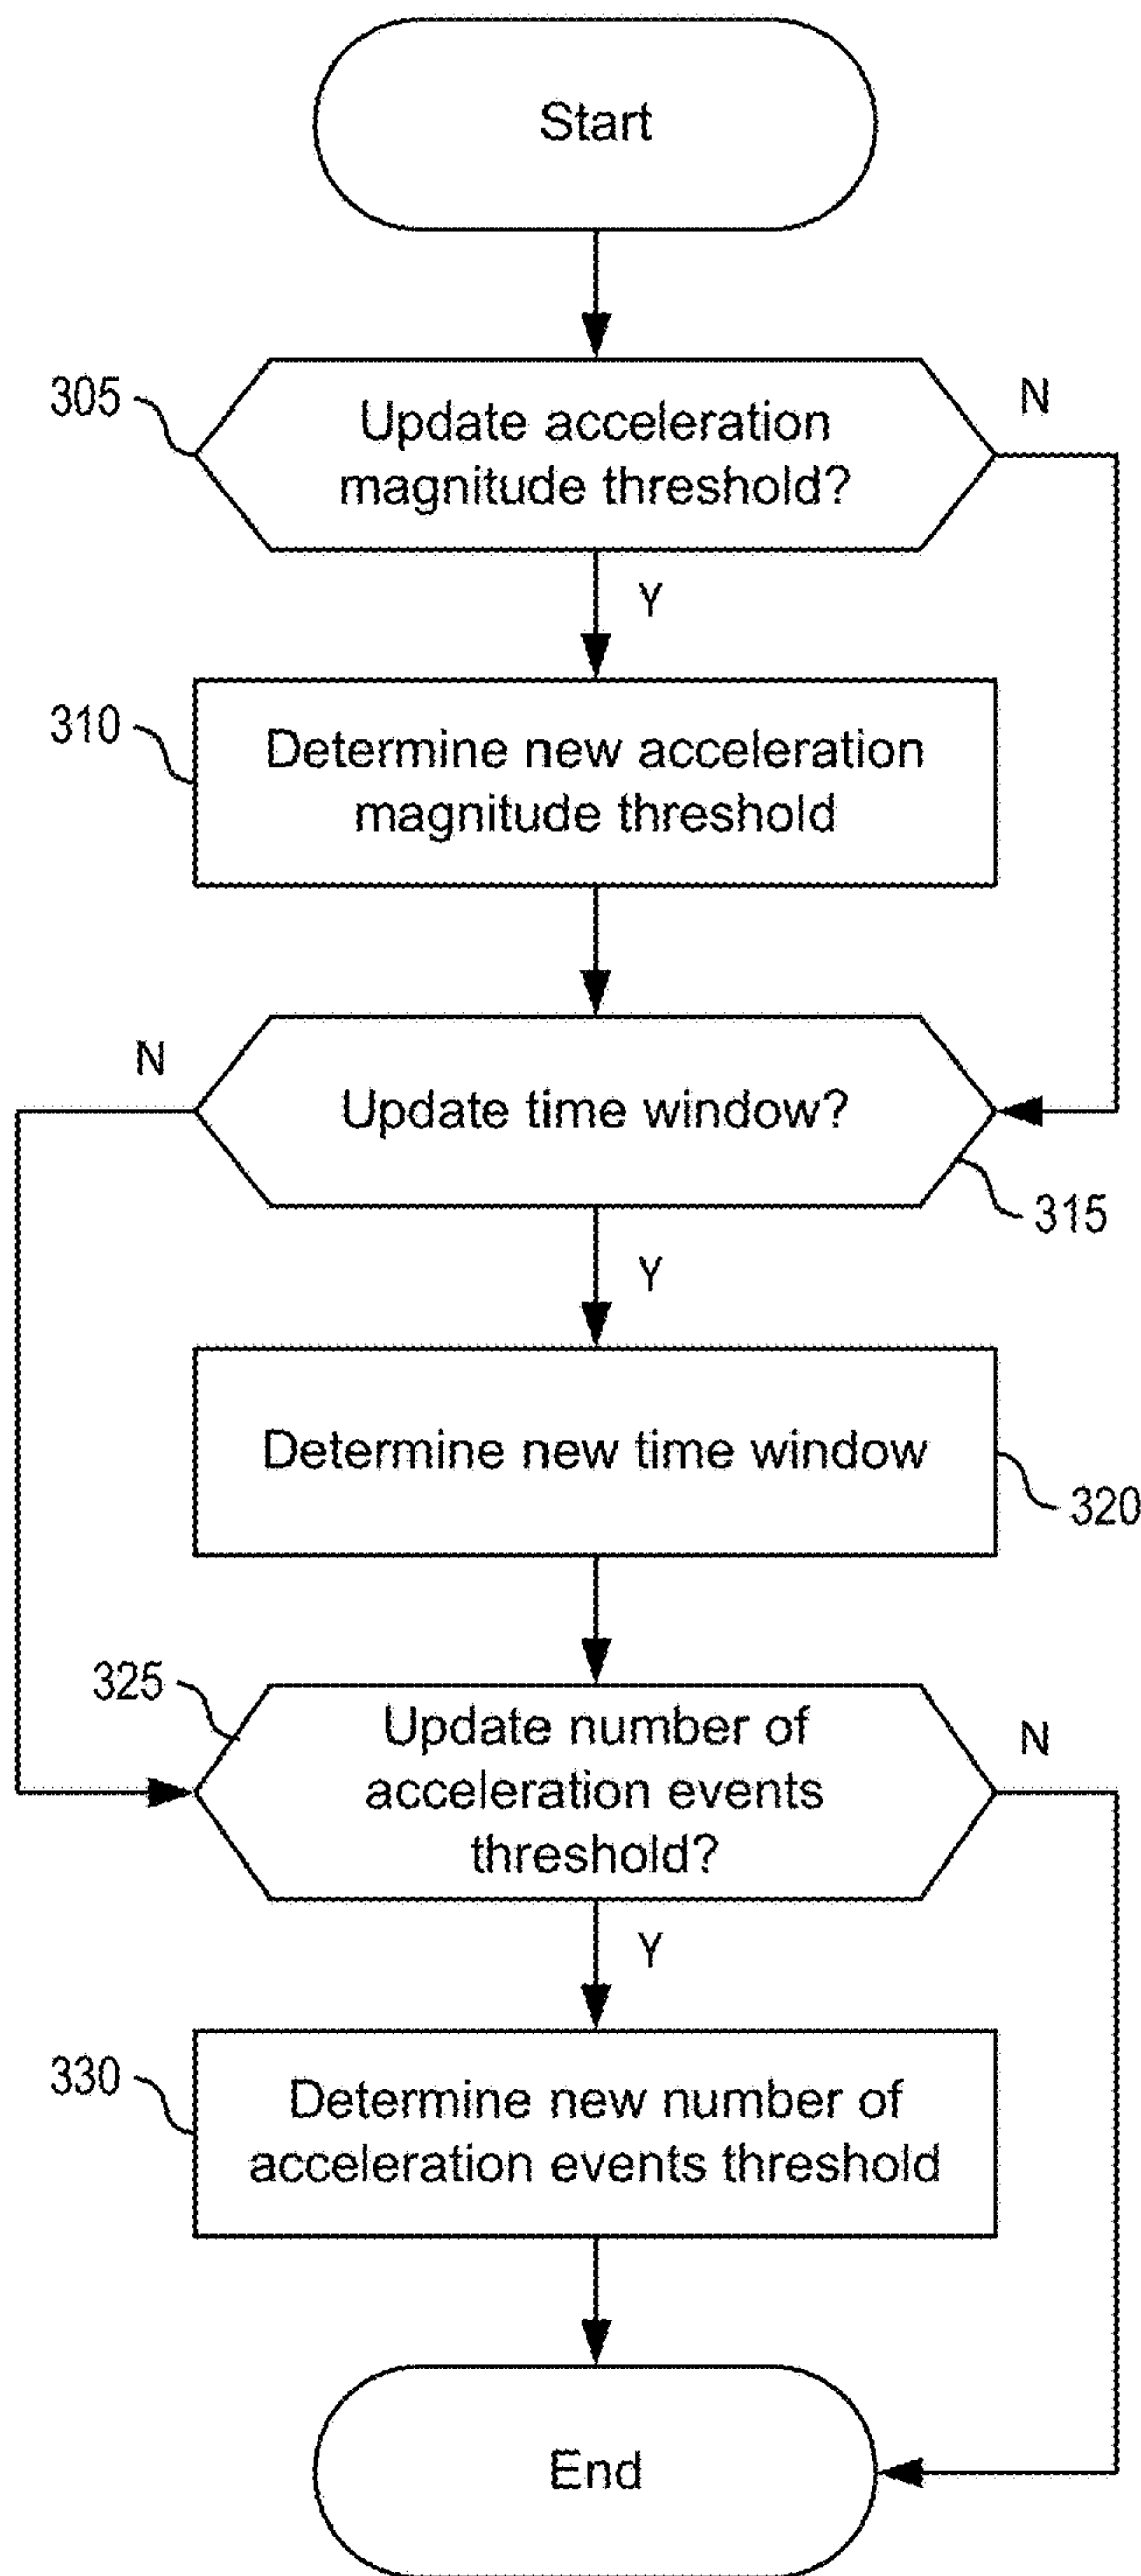 Start
305
Update acceleration
magnitude threshold?
N
Y
310
Determine new acceleration
magnitude threshold
N
Update time window?
315
Y
Determine new time window
320
325
Update number of
acceleration events
threshold?
N
Y
330
Determine new number of
acceleration events threshold
End